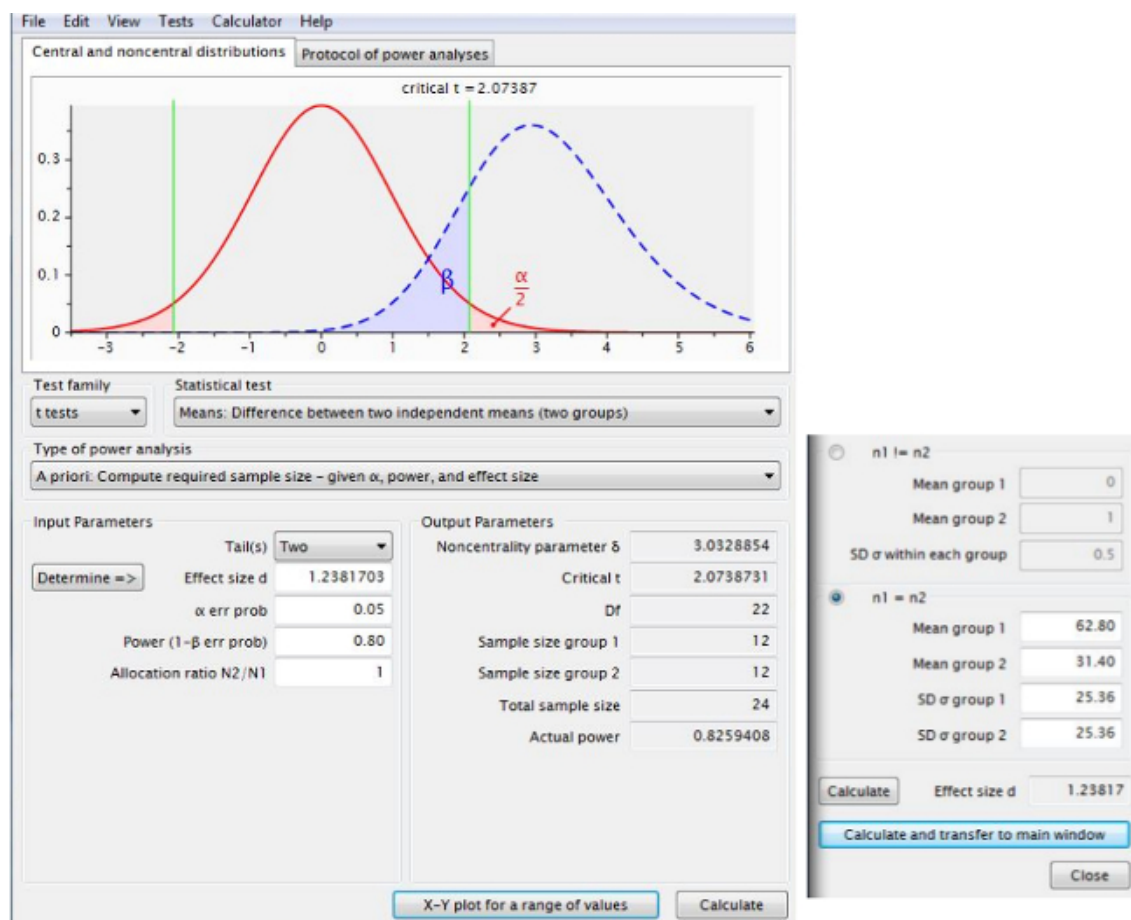 File Edit View Tests Calculator Help
Central and noncentral distributions Protocol of power analyses
critical t = 2.07387
0.3
0.2
0.1
0
β
α
2
-3 -2 -1 0 1 2 3 4 5 6
Test family Statistical test
t tests Means: Difference between two independent means (two groups)
Type of power analysis
A priori: Compute required sample size - given α, power, and effect size
Input Parameters
Tail(s) Two
Determine => Effect size d 1.2381703
α err prob 0.05
Power (1-β err prob) 0.80
Allocation ratio N2/N1 1
Output Parameters
Noncentrality parameter δ 3.0328854
Critical t 2.0738731
Df 22
Sample size group 1 12
Sample size group 2 12
Total sample size 24
Actual power 0.8259408
X-Y plot for a range of values Calculate
n1 != n2
Mean group 1 0
Mean group 2 1
SD σ within each group 0.5
n1 = n2
Mean group 1 62.80
Mean group 2 31.40
SD σ group 1 25.36
SD σ group 2 25.36
Calculate Effect size d 1.23817
Calculate and transfer to main window
Close